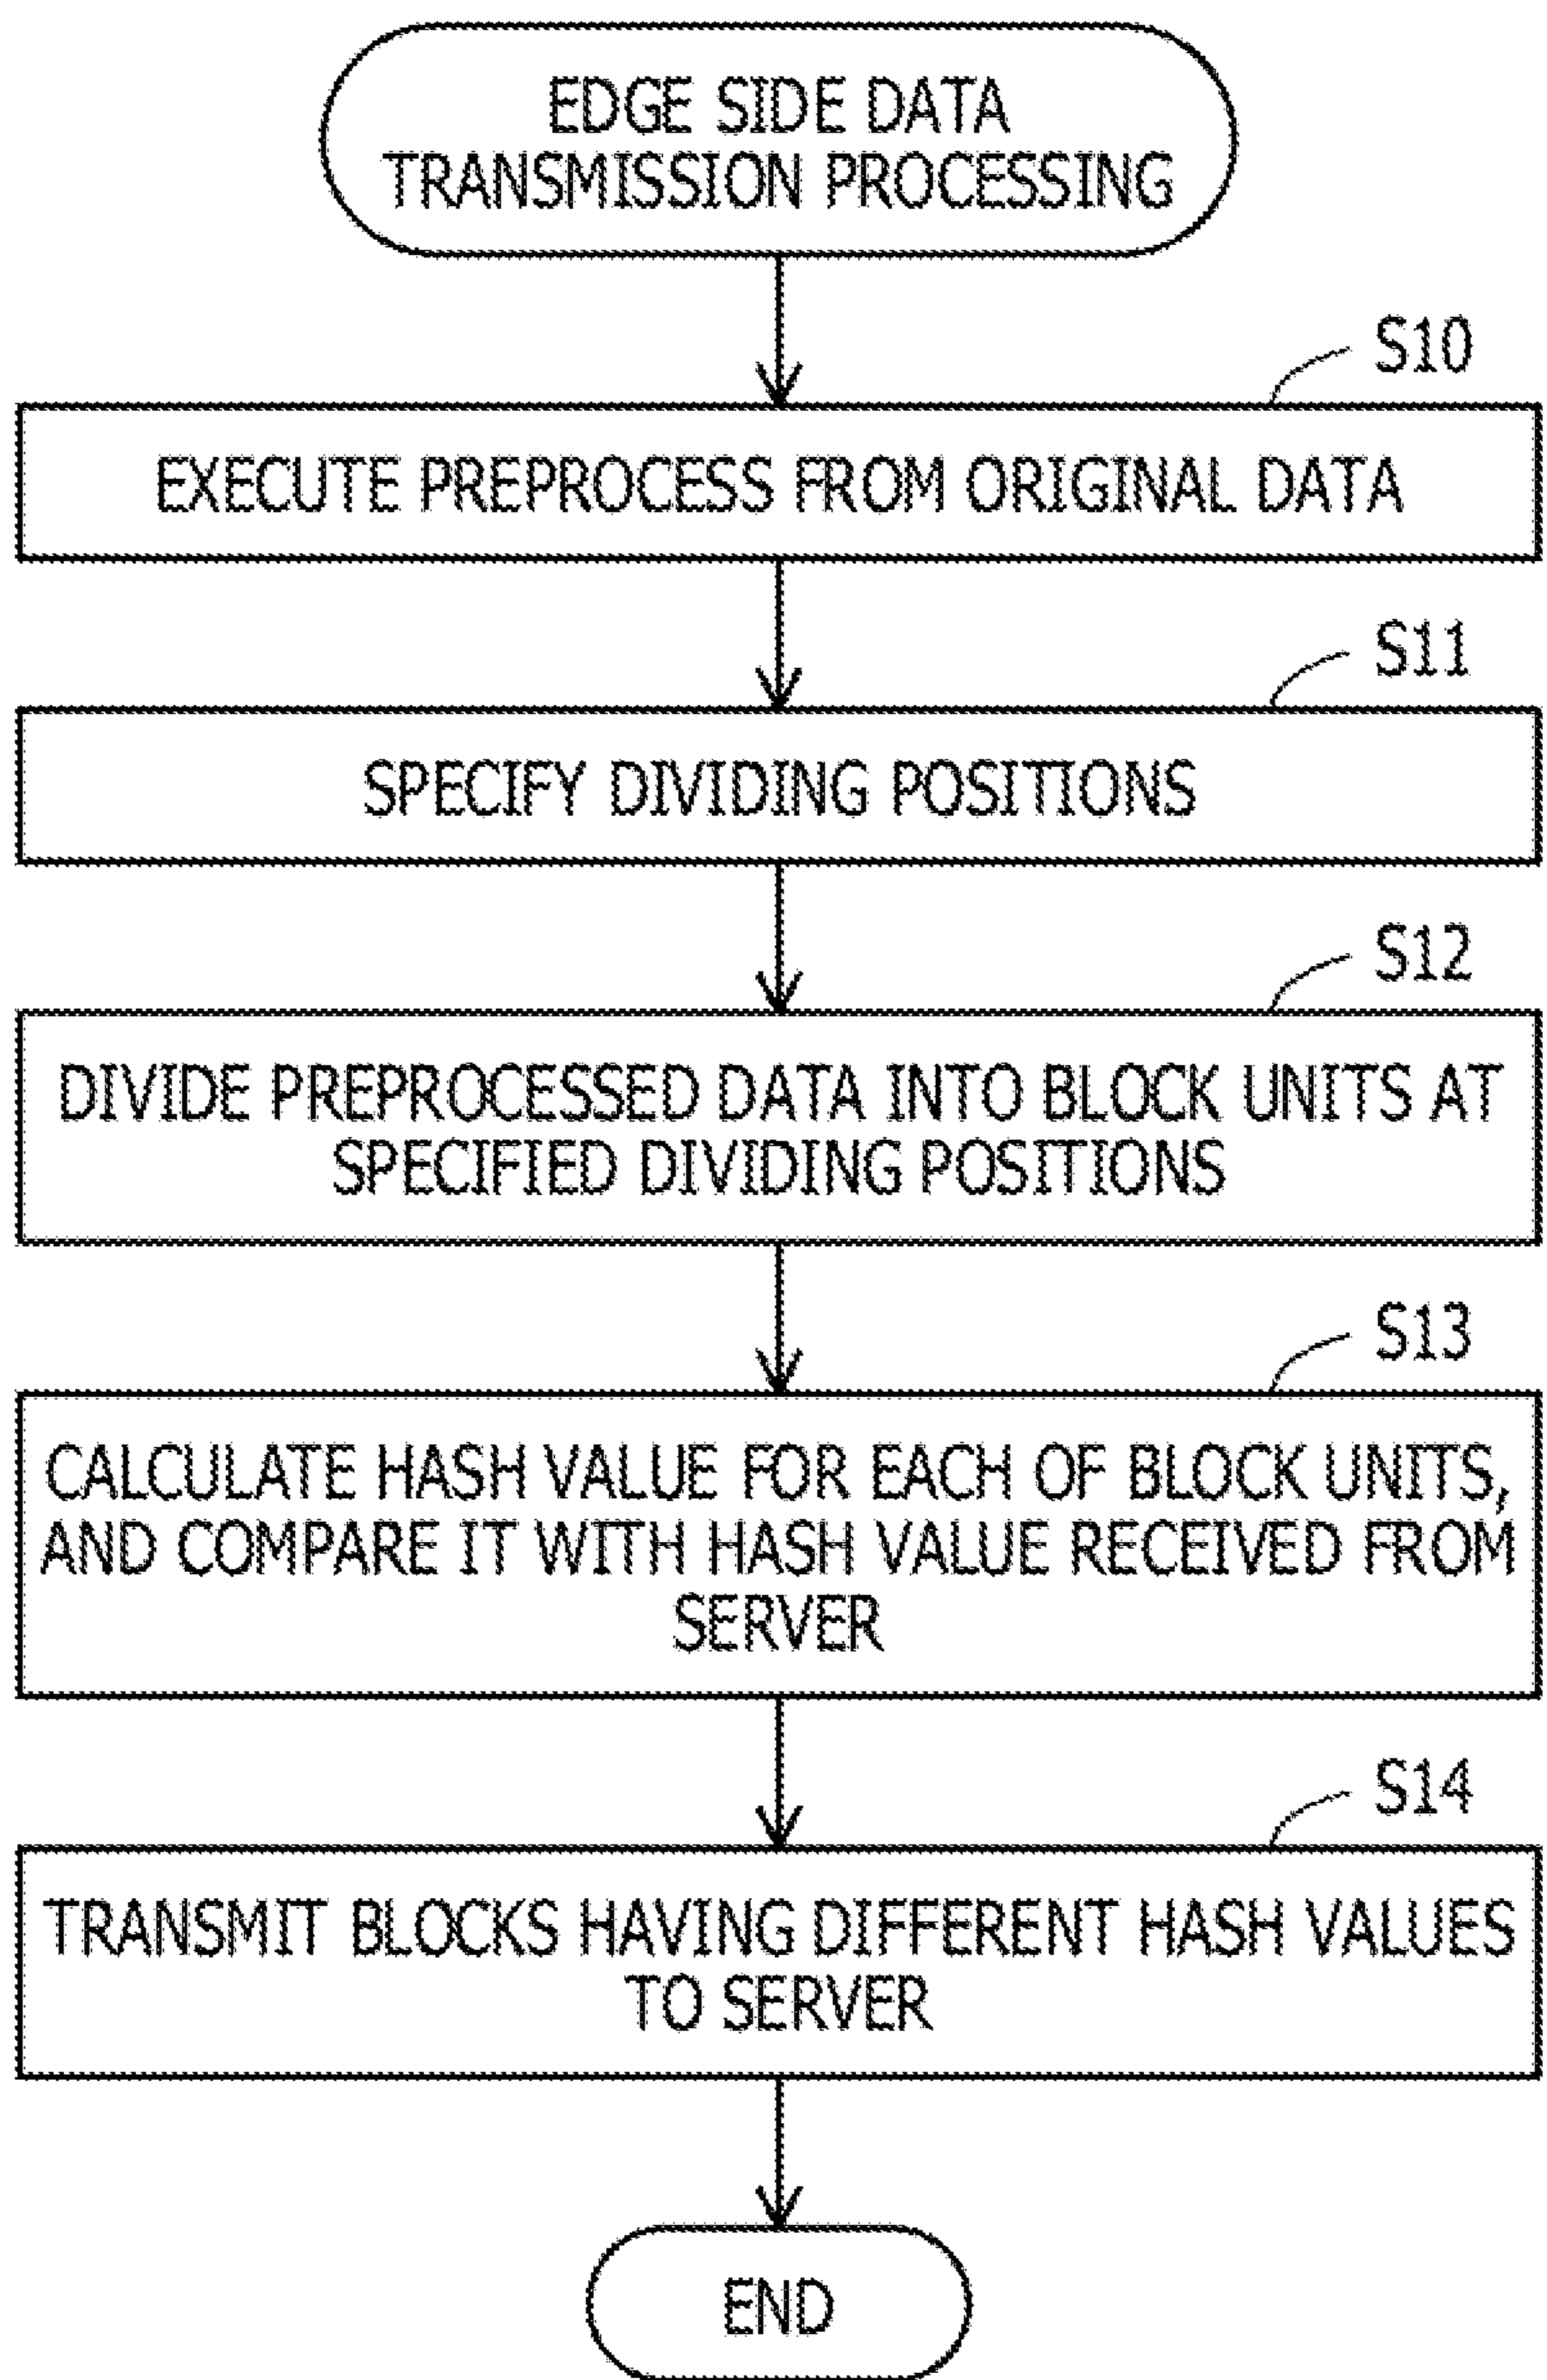 EDGE SIDE DATA
TRANSMISSION PROCESSING
S10
EXECUTE PREPROCESS FROM ORIGINAL DATA
S11
SPECIFY DIVIDING POSITIONS
S12
DIVIDE PREPROCESSED DATA INTO BLOCK UNITS AT
SPECIFIED DIVIDING POSITIONS
S13
CALCULATE HASH VALUE FOR EACH OF BLOCK UNITS,
AND COMPARE IT WITH HASH VALUE RECEIVED FROM
SERVER
S14
TRANSMIT BLOCKS HAVING DIFFERENT HASH VALUES
TO SERVER
END